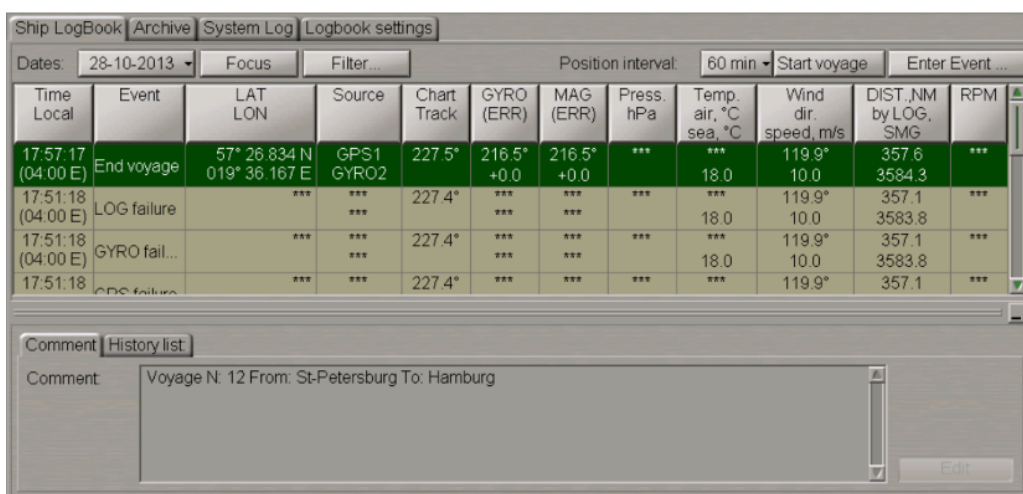 Ship LogBook Archive System Log Logbook settings
Dates: 28-10-2013 Focus Filter... Position interval: 60 min Start voyage Enter Event ...
Time Event LAT Source Chart GYRO MAG Press. Temp. Wind DIST.,NM RPM
Local LON Track (ERR) (ERR) hPa air, °C dir. by LOG,
sea, °C speed, m/s SMG
17:57:17 End voyage 57° 26.834 N GPS1 227.5° 216.5° 216.5° *** *** 119.9° 357.6 ***
(04:00 E) 019° 36.167 E GYRO2 +0.0 +0.0 18.0 10.0 3584.3
17:51:18 LOG failure *** *** 227.4° *** *** *** *** 119.9° 357.1 ***
(04:00 E) *** *** *** 18.0 10.0 3583.8
17:51:18 GYRO fail... *** *** 227.4° *** *** *** *** 119.9° 357.1 ***
(04:00 E) *** *** *** 18.0 10.0 3583.8
17:51:18 GPS failure *** *** 227.4° *** *** *** *** 119.9° 357.1 ***
Comment History list:
Comment: Voyage N: 12 From: St-Petersburg To: Hamburg
Edit